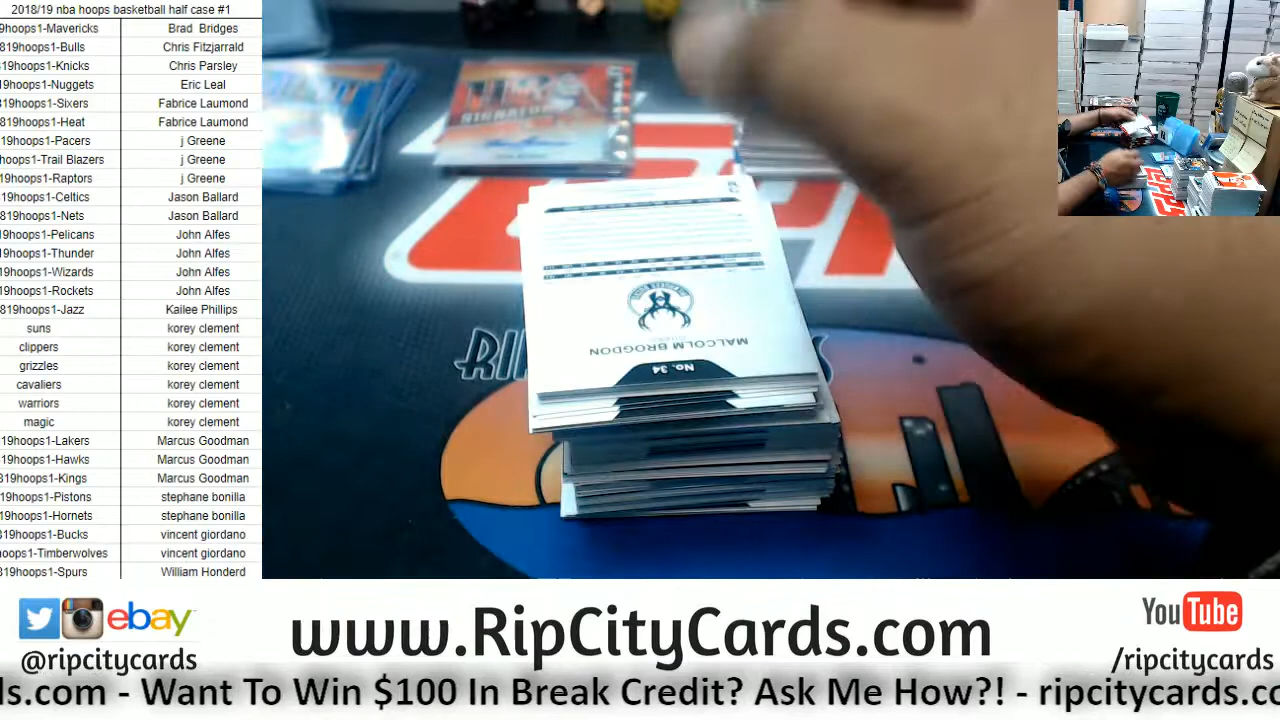 2018/19 nba hoops basketball half case #1
9hoops1-Mavericks Brad Bridges
819hoops1-Bulls Chris Fitzjarrald
819hoops1-Knicks Chris Parsley
19hoops1-Nuggets Eric Leal
819hoops1-Sixers Fabrice Laumond
819hoops1-Heat Fabrice Laumond
19hoops1-Pacers j Greene
hoops1-Trail Blazers j Greene
19hoops1-Raptors j Greene
19hoops1-Celtics Jason Ballard
819hoops1-Nets Jason Ballard
19hoops1-Pelicans John Alfes
19hoops1-Thunder John Alfes
19hoops1-Wizards John Alfes
19hoops1-Rockets John Alfes
819hoops1-Jazz Kailee Phillips
suns korey clement
clippers korey clement
grizzles korey clement
cavaliers korey clement
warriors korey clement
magic korey clement
19hoops1-Lakers Marcus Goodman
19hoops1-Hawks Marcus Goodman
819hoops1-Kings Marcus Goodman
19hoops1-Pistons stephane bonilla
19hoops1-Hornets stephane bonilla
819hoops1-Bucks vincent giordano
hoops1-Timberwolves vincent giordano
819hoops1-Spurs William Honderd
SIGNATURES
MALCOLM BROGDON
No. 34
RIP
ebay
@ripcitycards
www.RipCityCards.com
YouTube
/ripcitycards
ds.com - Want To Win $100 In Break Credit? Ask Me How?! - ripcitycards.co